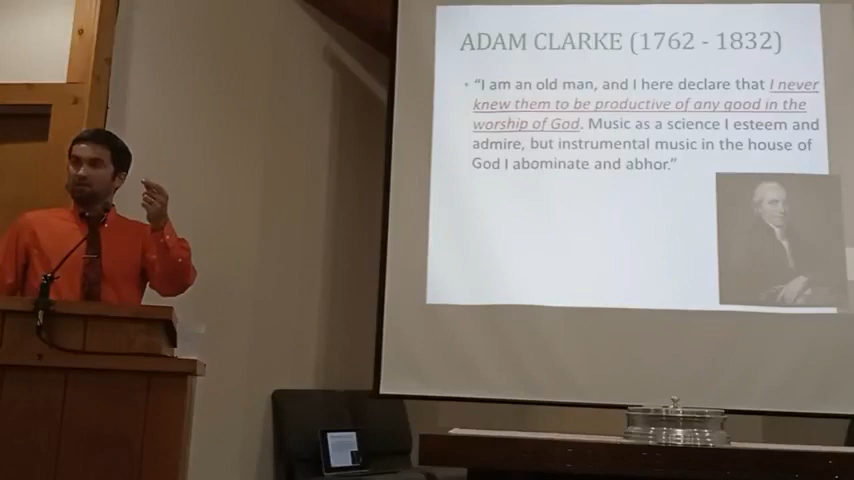 ADAM CLARKE (1762 - 1832)
• “I am an old man, and I here declare that I never
knew them to be productive of any good in the
worship of God. Music as a science I esteem and
admire, but instrumental music in the house of
God I abominate and abhor.”